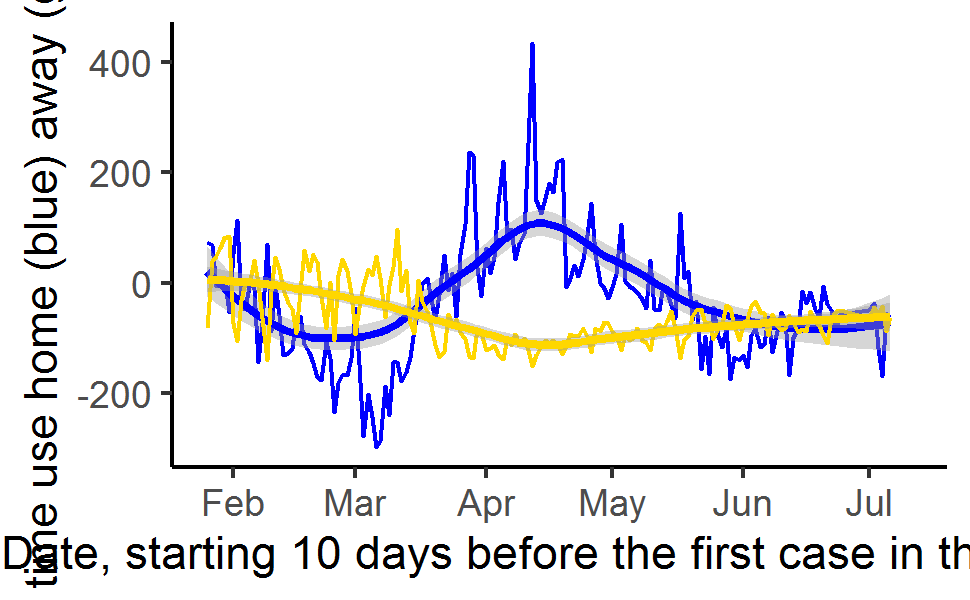 time use home (blue) away (
400
200
0
-200
Feb Mar Apr May Jun Jul
Date, starting 10 days before the first case in th